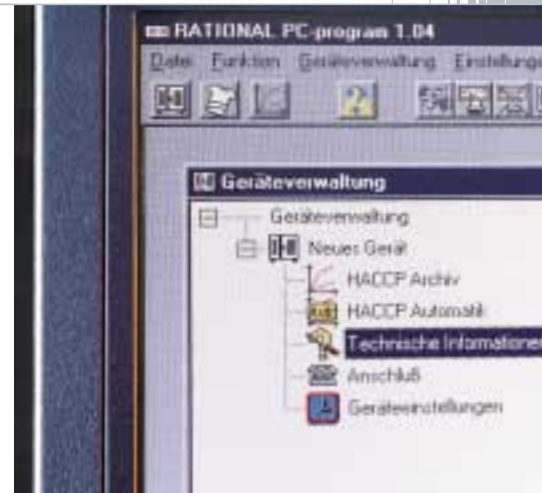 RATIONAL PC-program 1.04
Datei Funktion Geräteverwaltung Einstellunge
Geräteverwaltung
Geräteverwaltung
Neues Gerät
HACCP Archiv
HACCP Automatik
Technische Informationen
Anschluß
Geräteeinstellungen